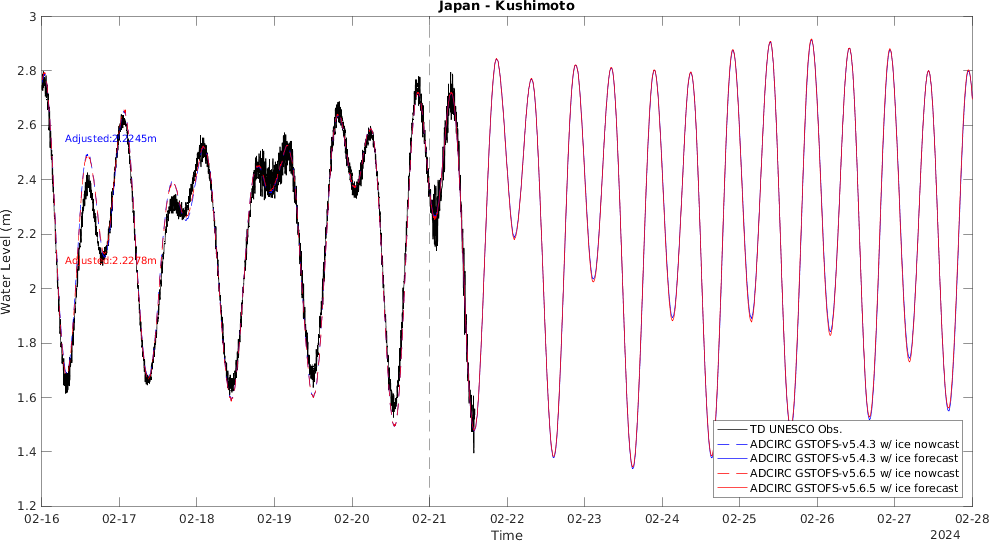 Japan - Kushimoto
3
2.8
2.6
2.4
2.2
2
1.8
1.6
1.4
1.2
Water Level (m)
Adjusted:2.2245m
Adjusted:2.2278m
TD UNESCO Obs.
ADCIRC GSTOFS-v5.4.3 w/ ice nowcast
ADCIRC GSTOFS-v5.4.3 w/ ice forecast
ADCIRC GSTOFS-v5.6.5 w/ ice nowcast
ADCIRC GSTOFS-v5.6.5 w/ ice forecast
02-16 02-17 02-18 02-19 02-20 02-21 02-22 02-23 02-24 02-25 02-26 02-27 02-28
Time
2024